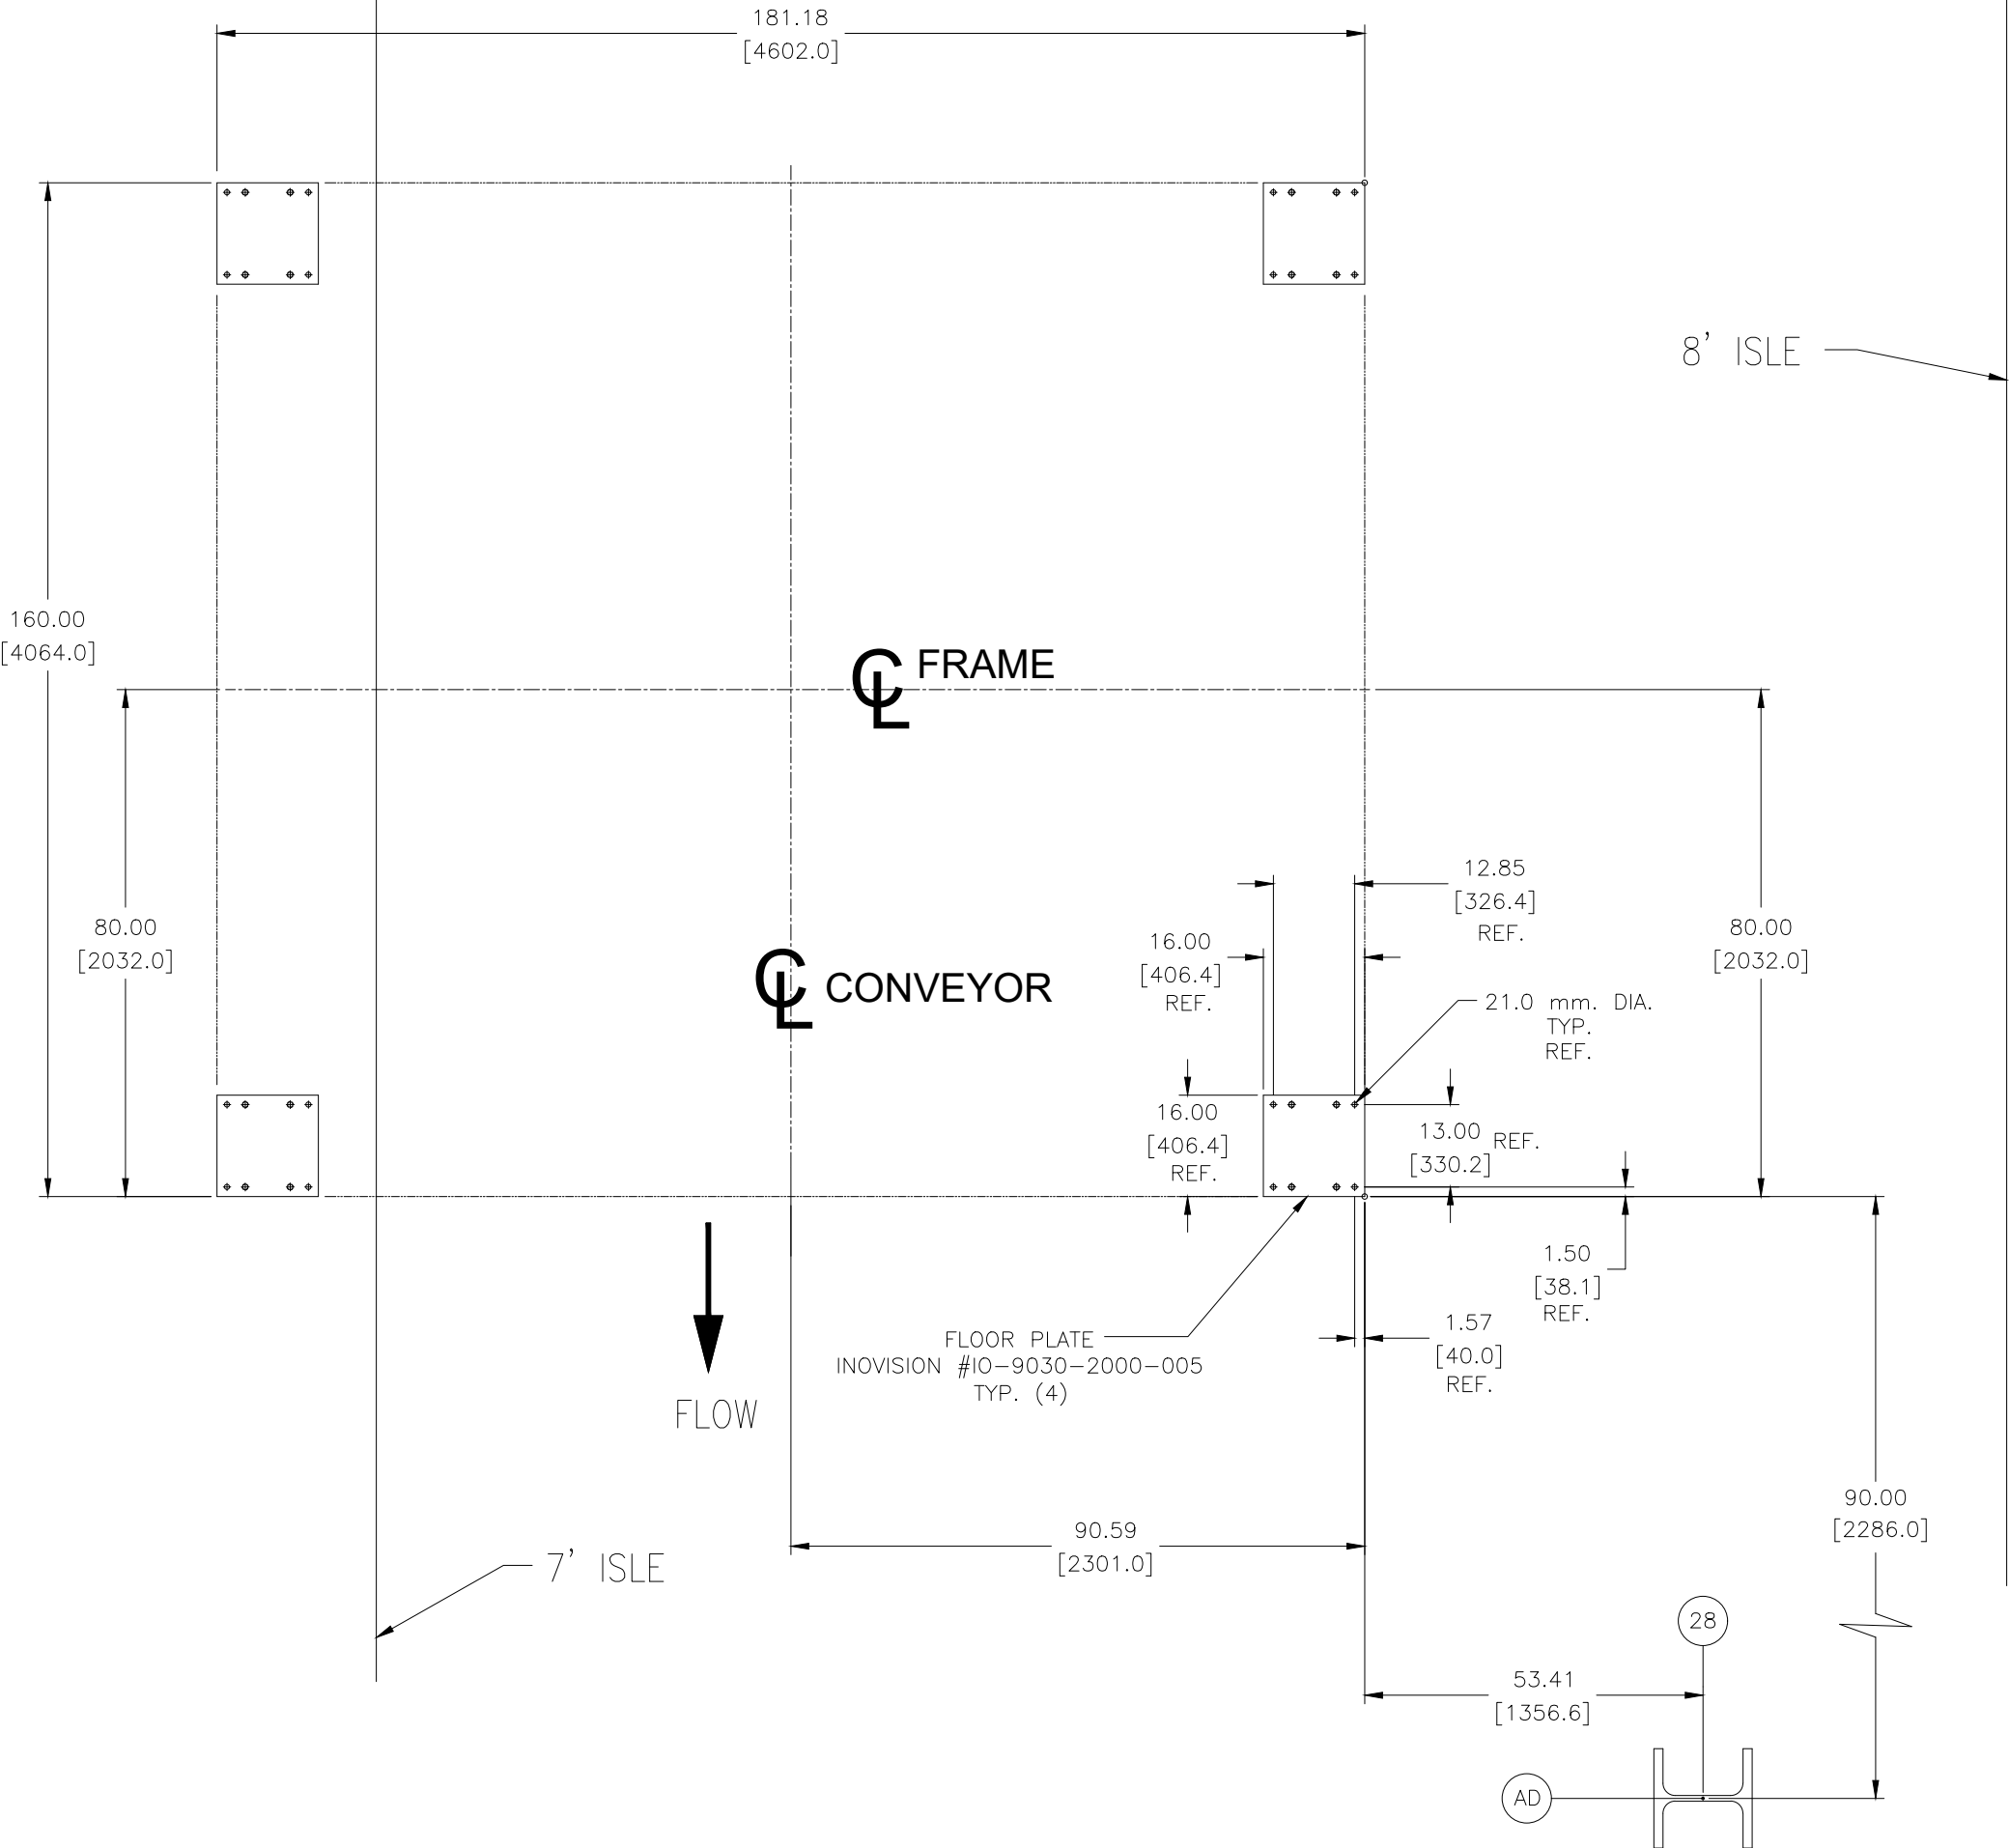 181.18
[4602.0]
8' ISLE
160.00
[4064.0]
℄ FRAME
80.00
[2032.0]
12.85
[326.4]
REF.
16.00
[406.4]
REF.
80.00
[2032.0]
℄ CONVEYOR
21.0 mm. DIA.
TYP.
REF.
16.00
[406.4]
REF.
13.00 REF.
[330.2]
1.50
[38.1]
REF.
1.57
[40.0]
REF.
FLOOR PLATE
INOVISION #IO-9030-2000-005
TYP. (4)
FLOW
90.00
[2286.0]
90.59
[2301.0]
7' ISLE
28
53.41
[1356.6]
AD